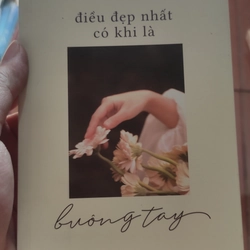 điều đẹp nhất
có khi là
buông tay